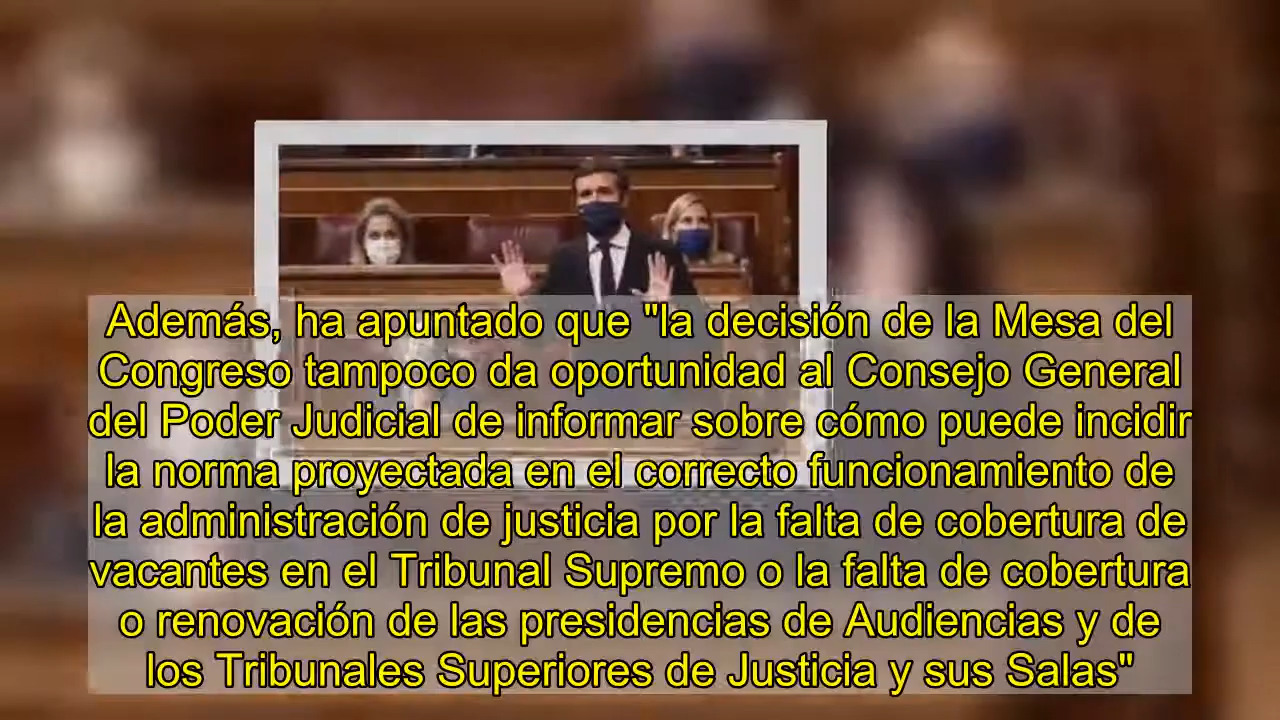 Además, ha apuntado que "la decisión de la Mesa del
Congreso tampoco da oportunidad al Consejo General
del Poder Judicial de informar sobre cómo puede incidir
la norma proyectada en el correcto funcionamiento de
la administración de justicia por la falta de cobertura de
vacantes en el Tribunal Supremo o la falta de cobertura
o renovación de las presidencias de Audiencias y de
los Tribunales Superiores de Justicia y sus Salas"